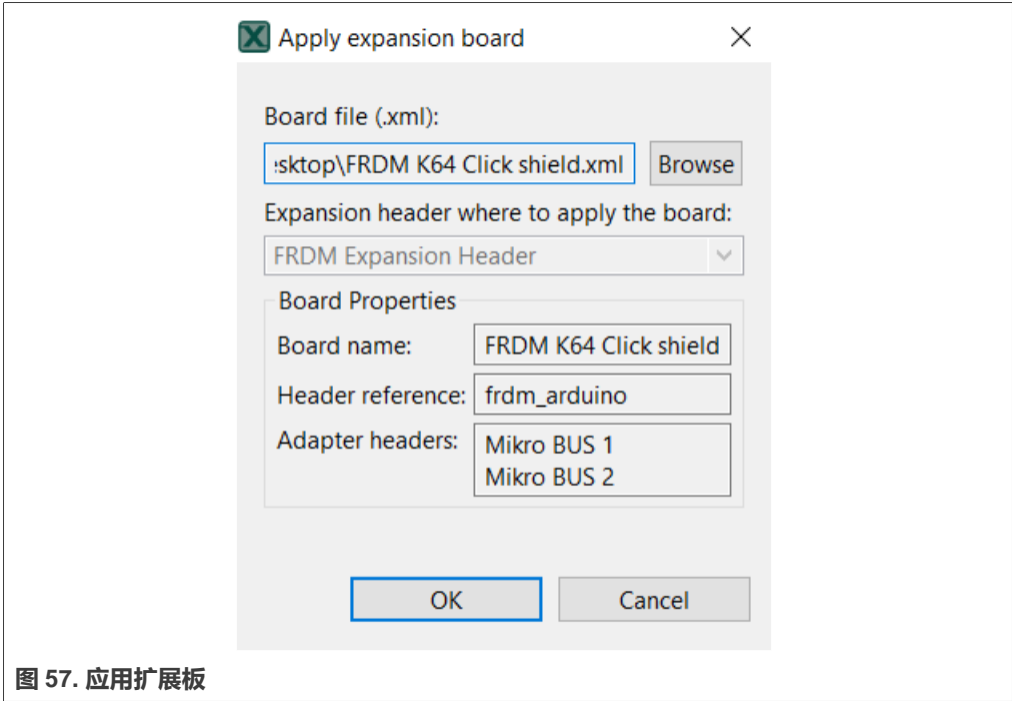 Apply expansion board
Board file (.xml):
sktop\FRDM K64 Click shield.xml
Browse
Expansion header where to apply the board:
FRDM Expansion Header
Board Properties
Board name:
FRDM K64 Click shield
Header reference:
frdm_arduino
Adapter headers:
Mikro BUS 1
Mikro BUS 2
OK
Cancel
图 57. 应用扩展板